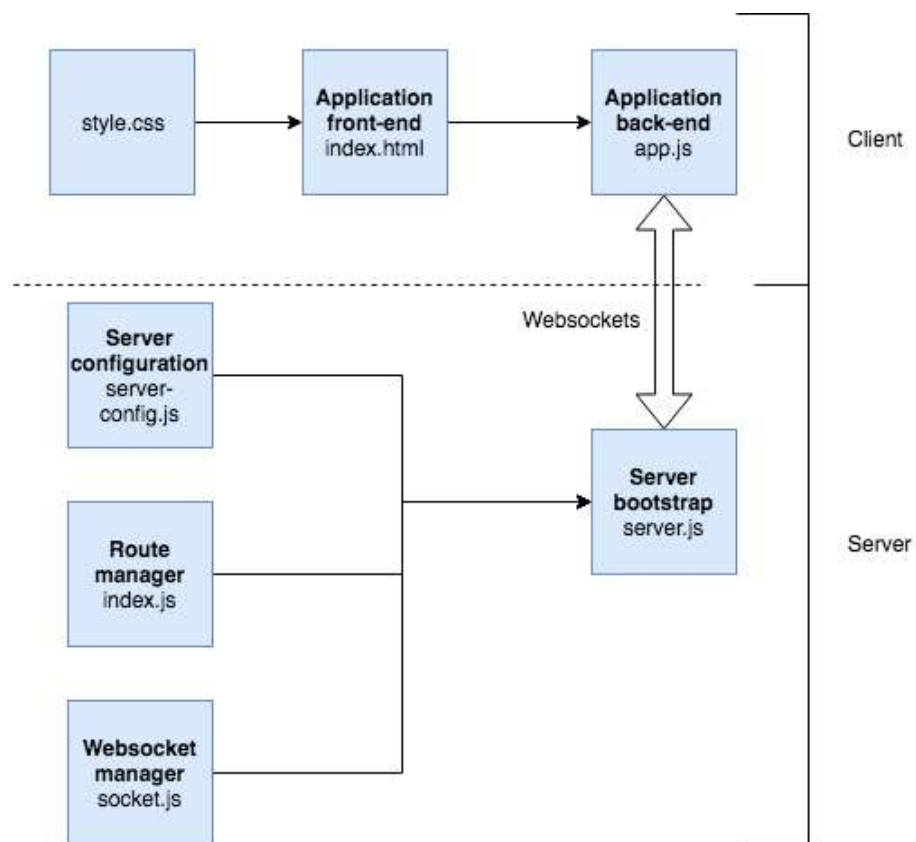 style.css
Application
front-end
index.html
Application
back-end
app.js
Client
Websockets
Server
configuration
server-
config.js
Server
bootstrap
server.js
Server
Route
manager
index.js
Websocket
manager
socket.js